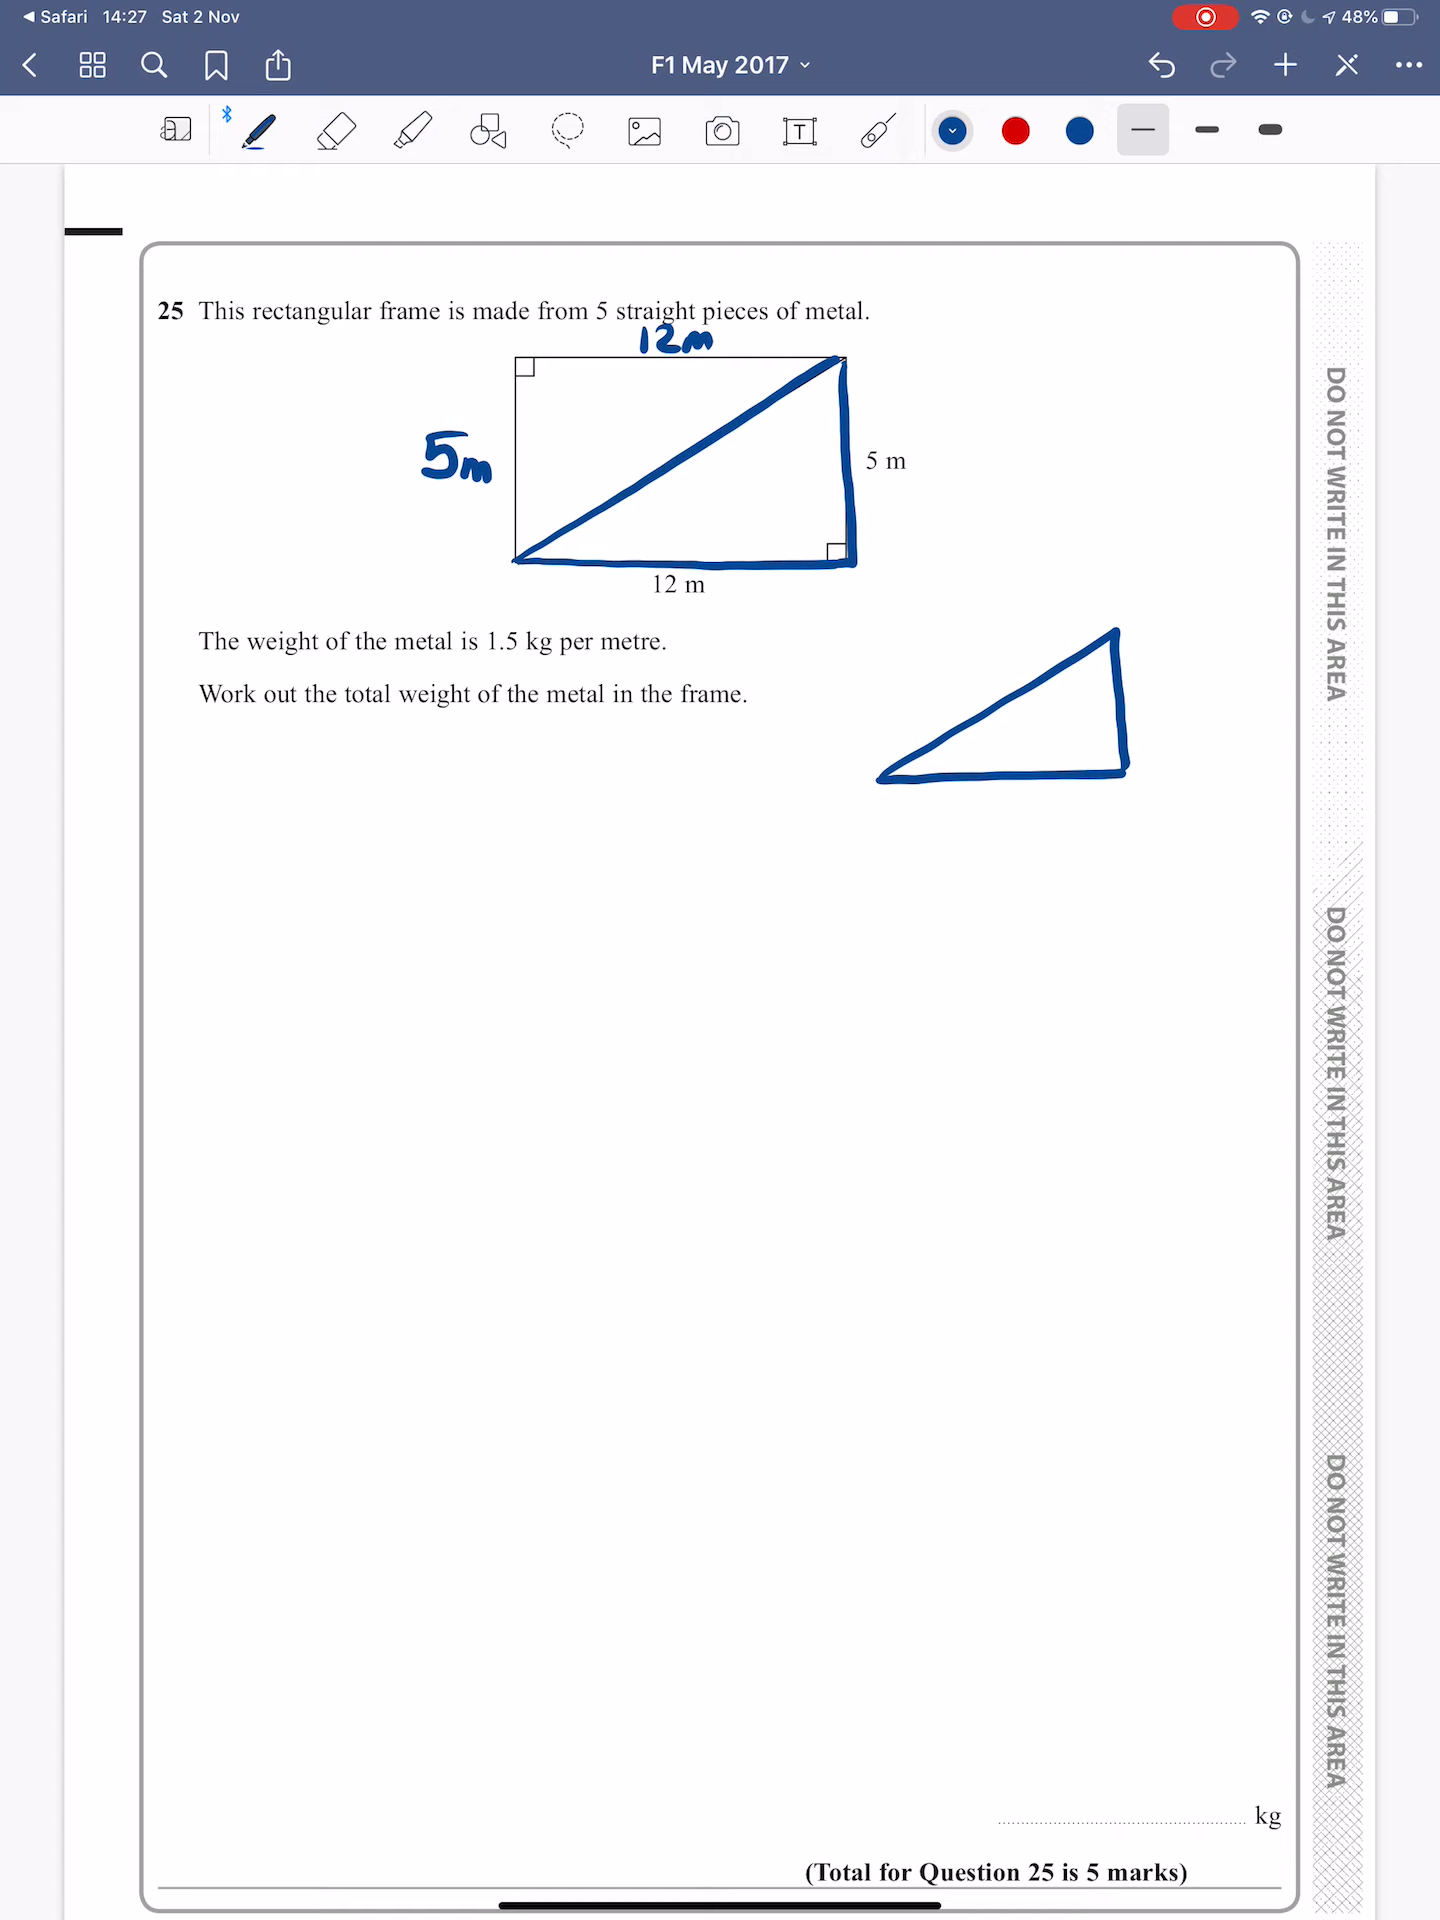 Safari 14:27 Sat 2 Nov 48%
F1 May 2017
T
25 This rectangular frame is made from 5 straight pieces of metal.
12m
5m
5 m
12 m
The weight of the metal is 1.5 kg per metre.
Work out the total weight of the metal in the frame.
kg
(Total for Question 25 is 5 marks)
DO NOT WRITE IN THIS AREA
DO NOT WRITE IN THIS AREA
DO NOT WRITE IN THIS AREA